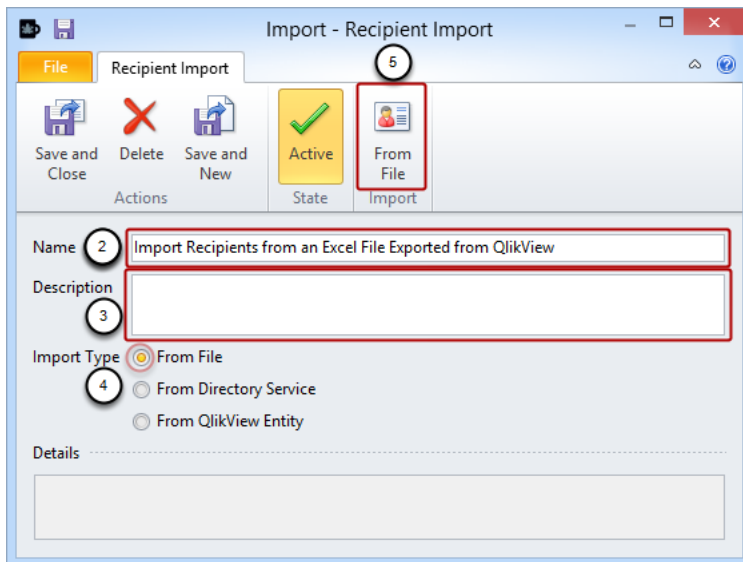 Import - Recipient Import
File
Recipient Import
5
Save and Close
Delete
Save and New
Active
From File
Actions
State
Import
Name
2
Import Recipients from an Excel File Exported from QlikView
Description
3
Import Type
From File
4
From Directory Service
From QlikView Entity
Details